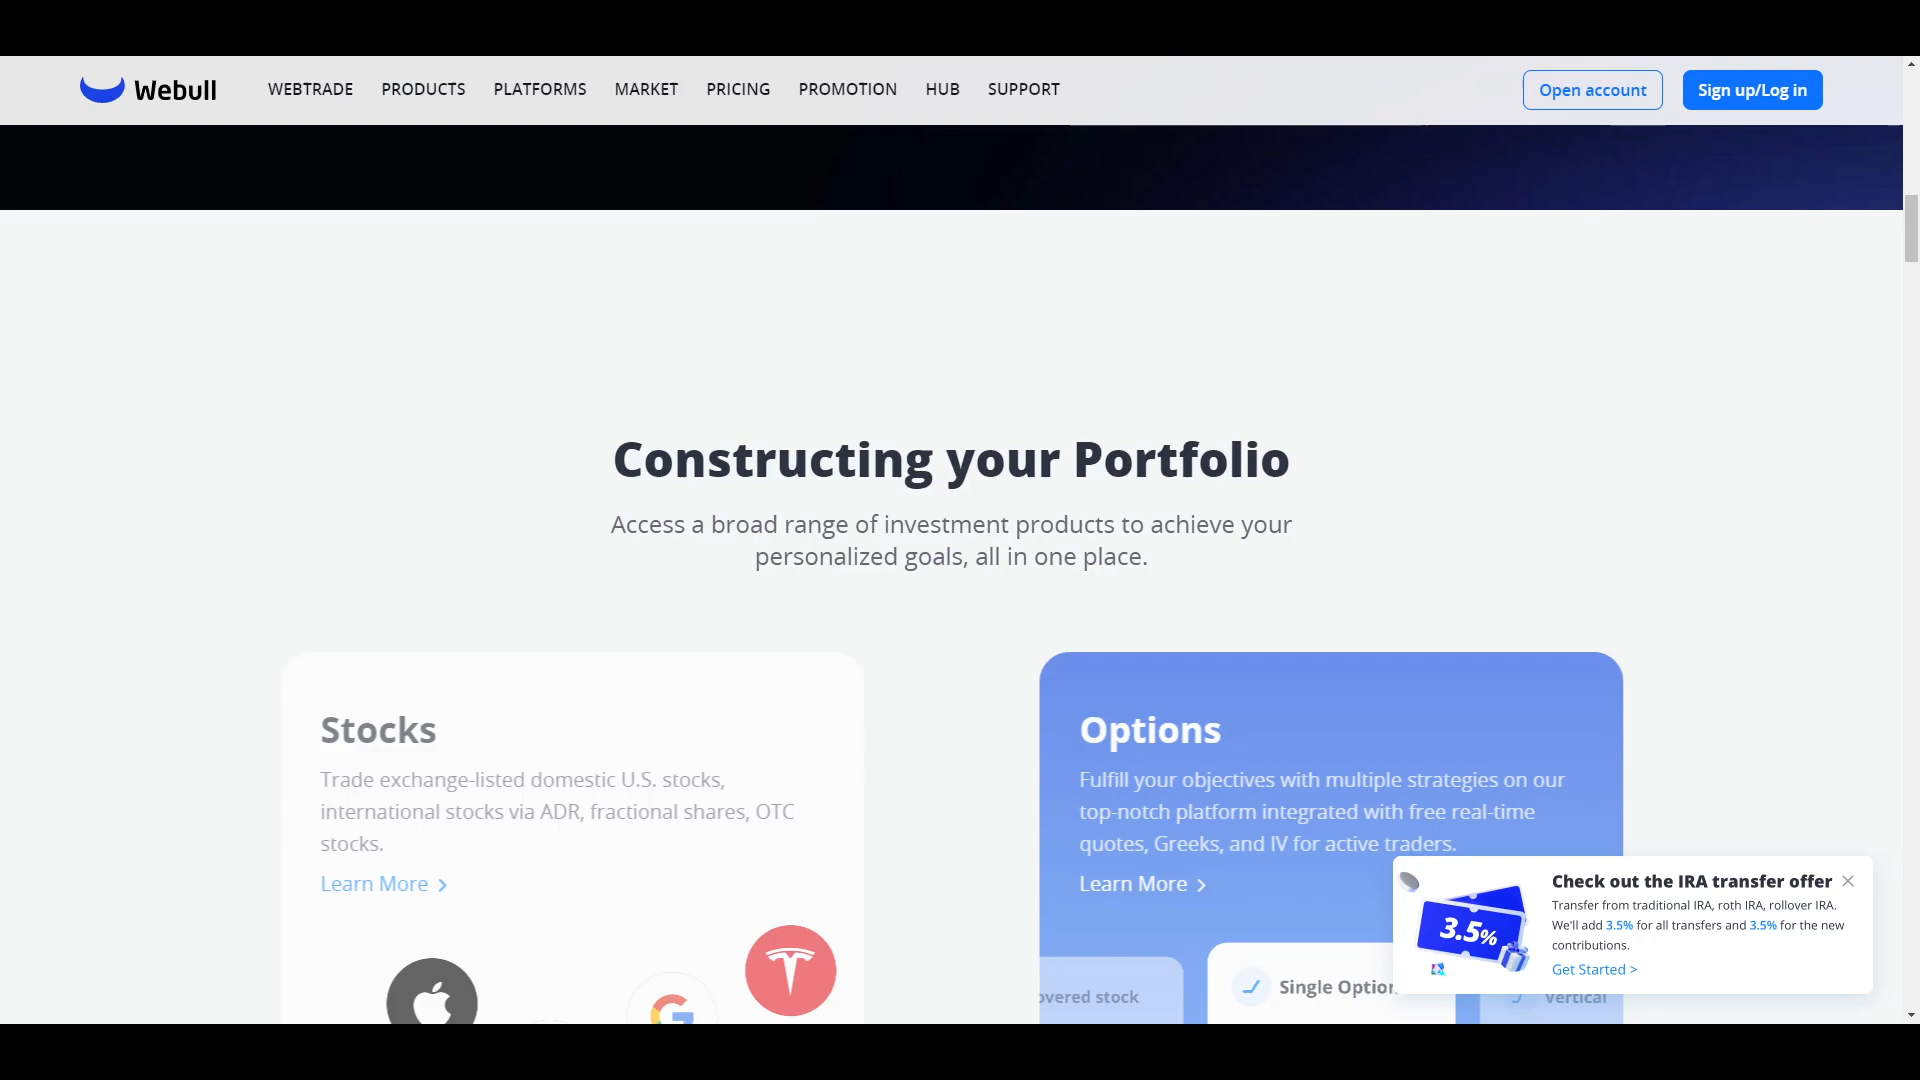 Webull
WEBTRADE PRODUCTS PLATFORMS MARKET PRICING PROMOTION HUB SUPPORT
Open account
Sign up/Log in
Constructing your Portfolio
Access a broad range of investment products to achieve your
personalized goals, all in one place.
Stocks
Trade exchange-listed domestic U.S. stocks,
international stocks via ADR, fractional shares, OTC
stocks.
Learn More
Options
Fulfill your objectives with multiple strategies on our
top-notch platform integrated with free real-time
quotes, Greeks, and IV for active traders.
Learn More
overed stock
Single Option
Vertical
3.5%
Check out the IRA transfer offer
Transfer from traditional IRA, roth IRA, rollover IRA.
We'll add 3.5% for all transfers and 3.5% for the new
contributions.
Get Started >